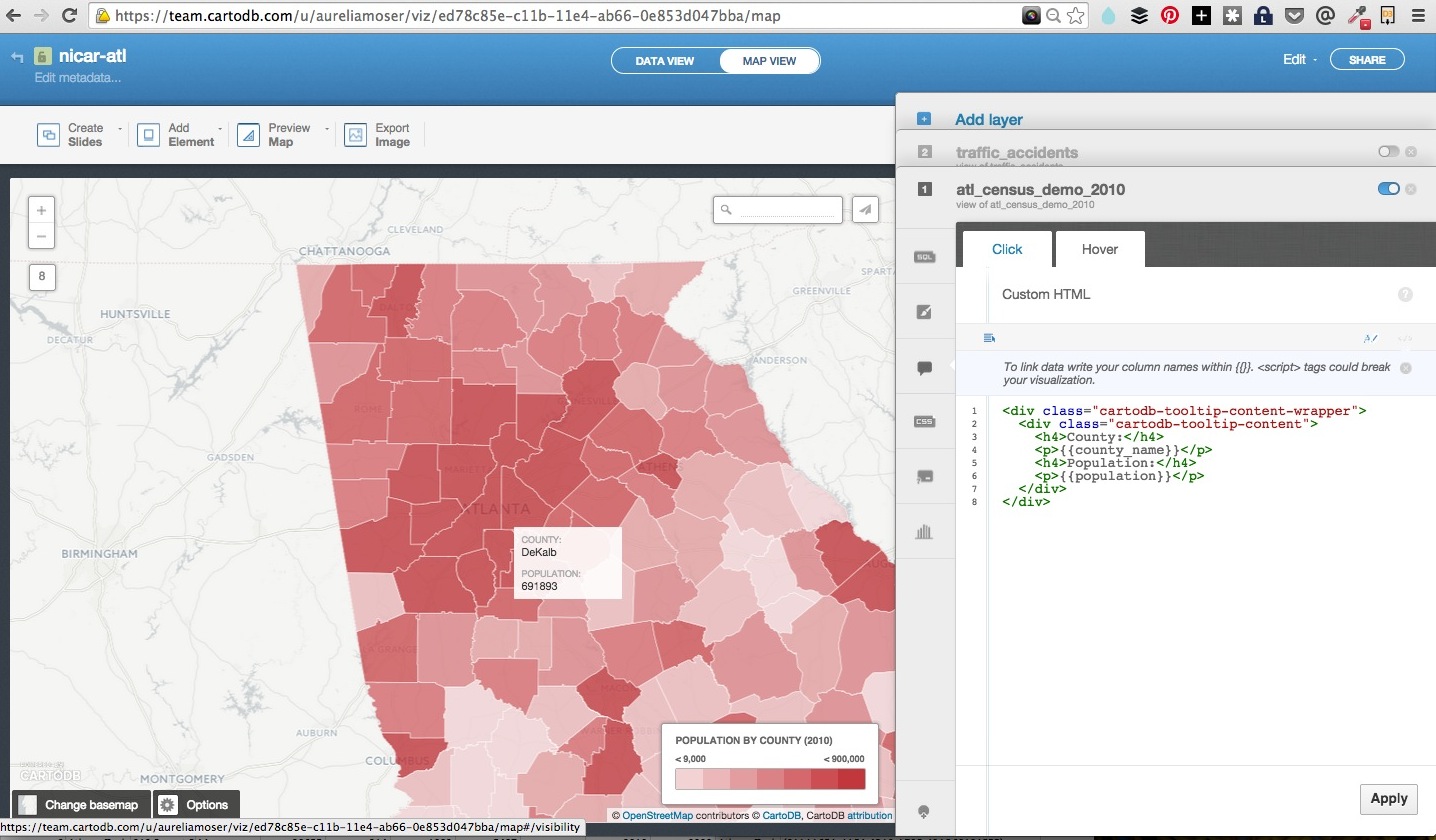 https://team.cartodb.com/u/aureliamoser/viz/ed78c85e-c11b-11e4-ab66-0e853d047bba/map
nicar-atl
Edit metadata...
DATA VIEW
MAP VIEW
Edit
SHARE
Create Slides
Add Element
Preview Map
Export Image
Add layer
2
traffic_accidents
view of traffic_accidents
1
atl_census_demo_2010
view of atl_census_demo_2010
SQL
CSS
Click
Hover
Custom HTML
?
To link data write your column names within {{}}. <script> tags could break
your visualization.
1 <div class="cartodb-tooltip-content-wrapper">
2 <div class="cartodb-tooltip-content">
3 <h4>County:</h4>
4 <p>{{county_name}}</p>
5 <h4>Population:</h4>
6 <p>{{population}}</p>
7 </div>
8 </div>
Apply
+
−
8
CLEVELAND
CHATTANOOGA
SPARTA
GREENVILLE
HUNTSVILLE
DECATUR
DALTON
ANDERSON
ROME
GAINESVILLE
GADSDEN
MARIETTA
ATHENS
ATLANTA
COUNTY:
DeKalb
POPULATION:
691893
BIRMINGHAM
AUGU
LA GRANGE
MACON
WARNER ROBINS
AUBURN
COLUMBUS
MONTGOMERY
POPULATION BY COUNTY (2010)
< 9,000
< 900,000
CARTODB
Change basemap
Options
© OpenStreetMap contributors © CartoDB, CartoDB attribution
https://team.cartodb.com/u/aureliamoser/viz/ed78c85e-c11b-11e4-ab66-0e853d047bba/map#/visibility